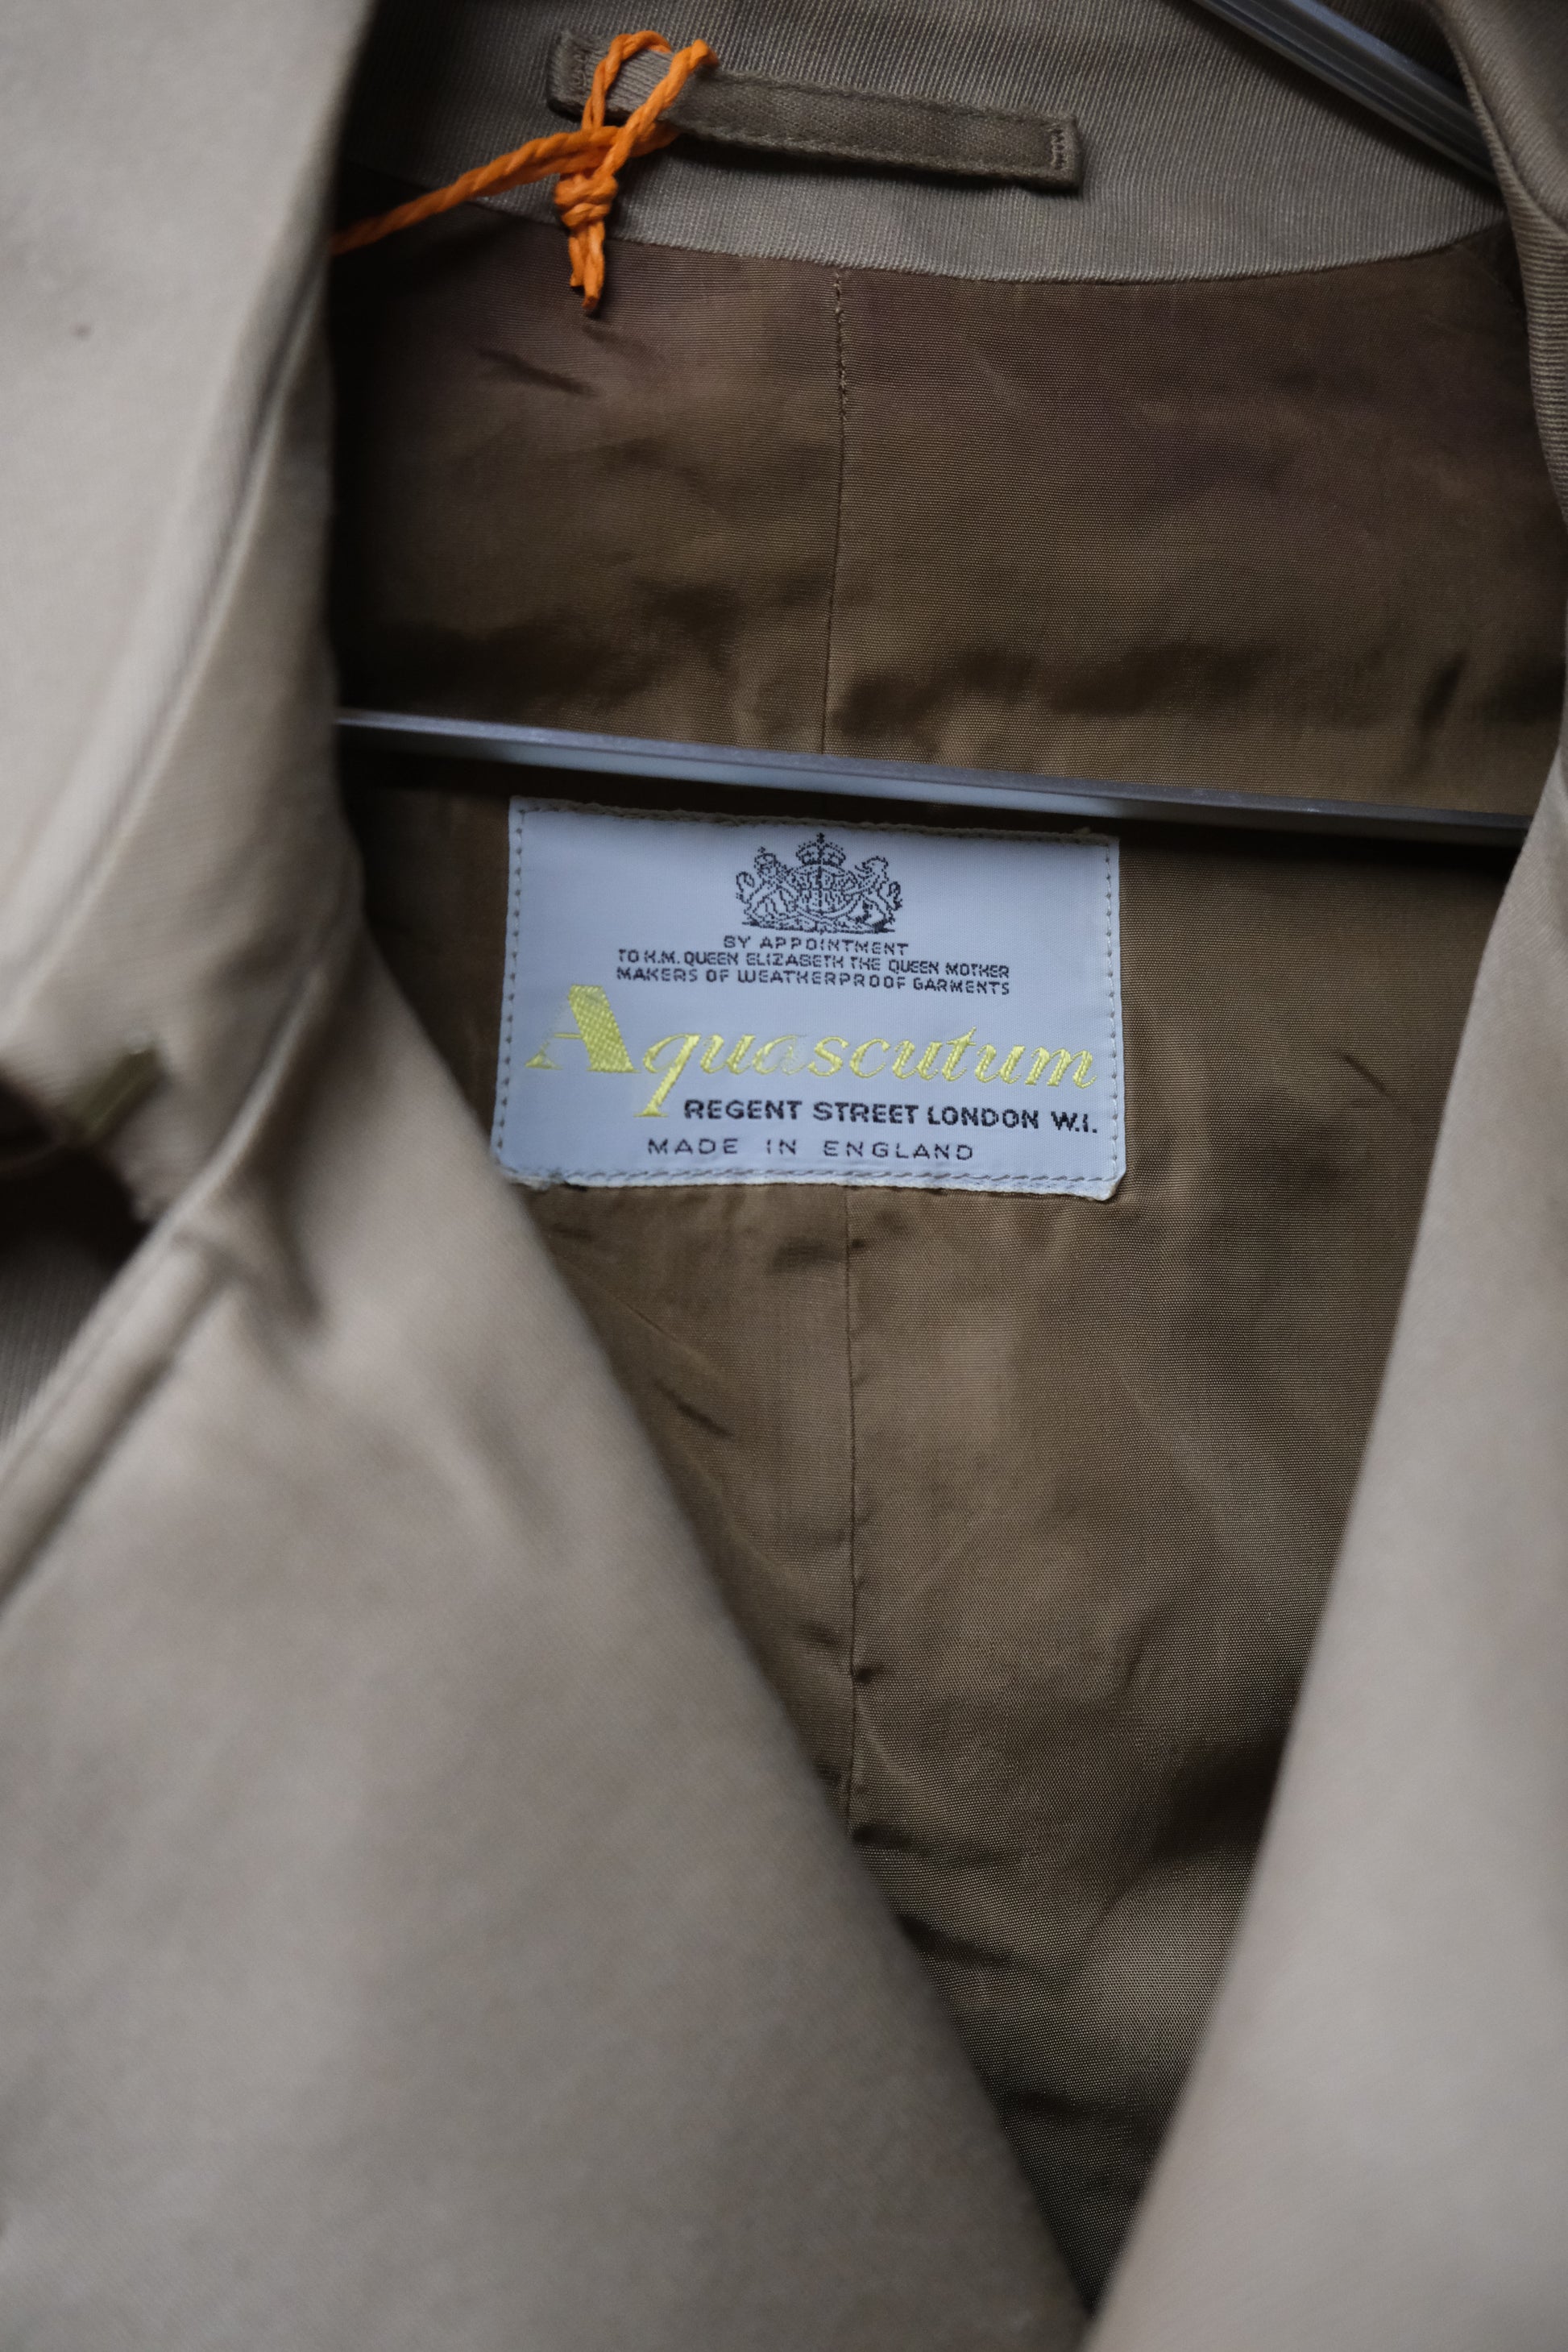 BY APPOINTMENT
TO H.M. QUEEN ELIZABETH THE QUEEN MOTHER
MAKERS OF WEATHERPROOF GARMENTS
Aquascutum
REGENT STREET LONDON W.I.
MADE IN ENGLAND